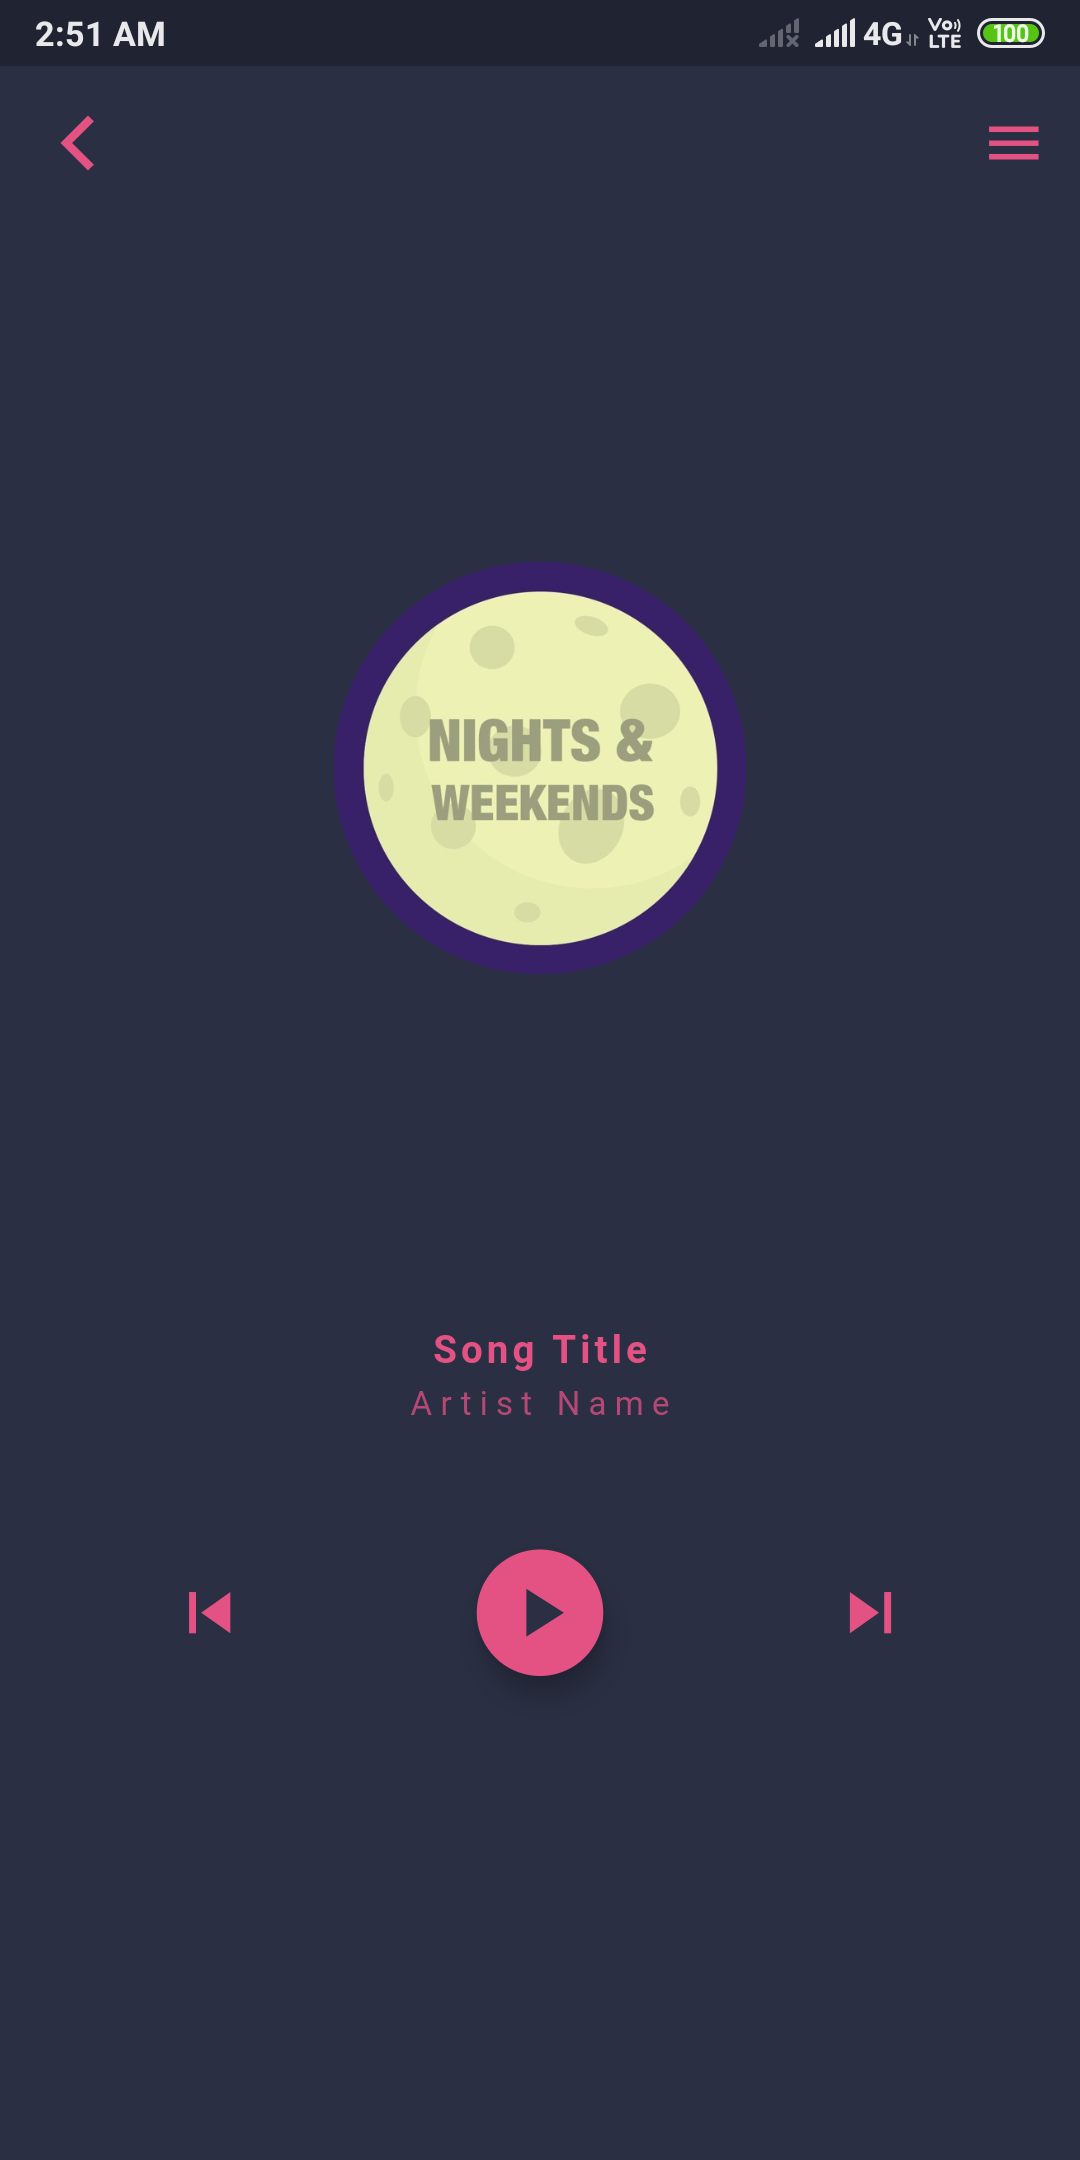 2:51 AM
4G
Vo
LTE
100
NIGHTS &
WEEKENDS
Song Title
Artist Name